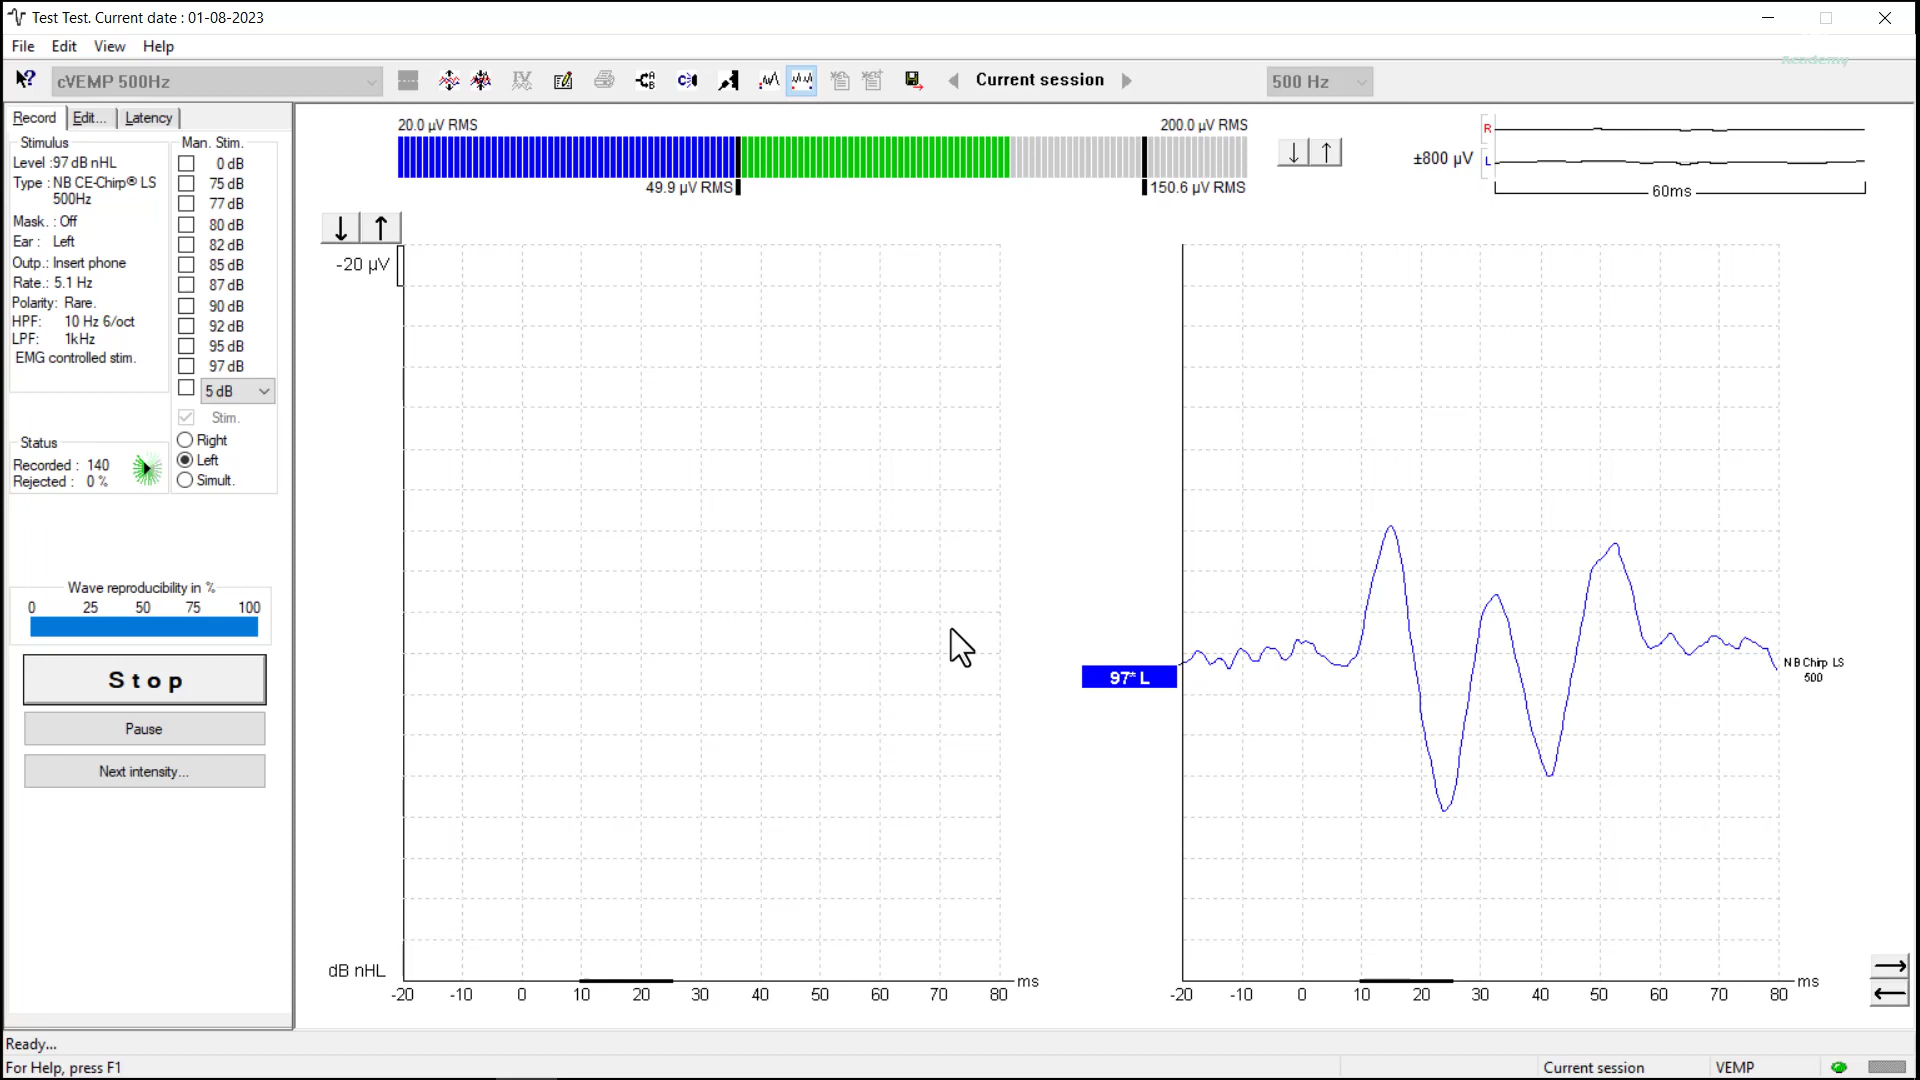 Test Test. Current date : 01-08-2023
File Edit View Help
Academy
cVEMP 500Hz
Current session
500 Hz
Record Edit... Latency
Stimulus
Level :97 dB nHL
Type : NB CE-Chirp® LS
500Hz
Mask. : Off
Ear : Left
Outp.: Insert phone
Rate.: 5.1 Hz
Polarity: Rare.
HPF: 10 Hz 6/oct
LPF: 1kHz
EMG controlled stim.
Man. Stim.
0 dB
75 dB
77 dB
80 dB
82 dB
85 dB
87 dB
90 dB
92 dB
95 dB
97 dB
5 dB
Stim.
Right
Left
Simult.
Status
Recorded : 140
Rejected : 0 %
Wave reproducibility in %
0 25 50 75 100
Stop
Pause
Next intensity...
20.0 µV RMS 200.0 µV RMS
49.9 µV RMS 150.6 µV RMS
±800 µV
R
L
60ms
-20 µV
dB nHL
-20 -10 0 10 20 30 40 50 60 70 80 ms
97* L
NB Chirp LS
500
-20 -10 0 10 20 30 40 50 60 70 80 ms
Ready...
For Help, press F1
Current session
VEMP